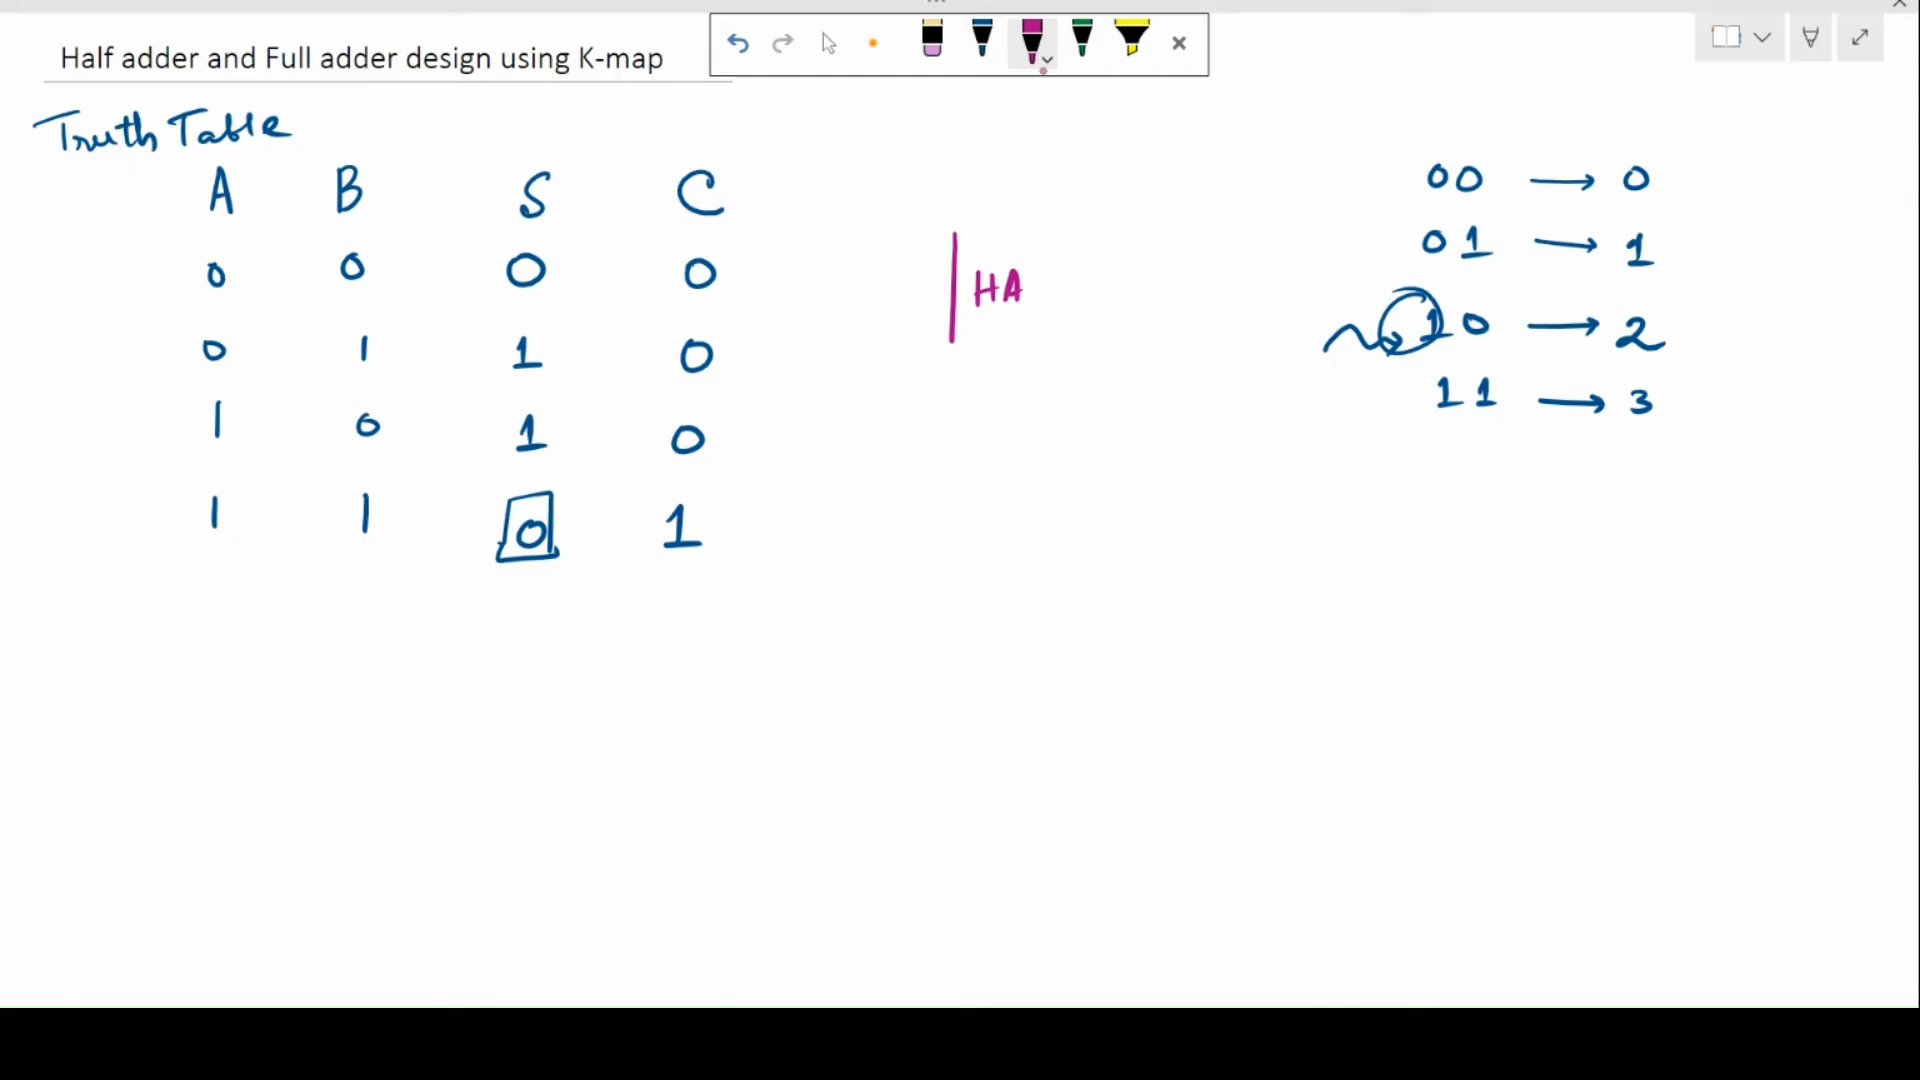 Half adder and Full adder design using K-map
Truth Table
A B S C
0 0 0 0
0 1 1 0
1 0 1 0
1 1 0 1
HA
00 → 0
01 → 1
10 → 2
11 → 3